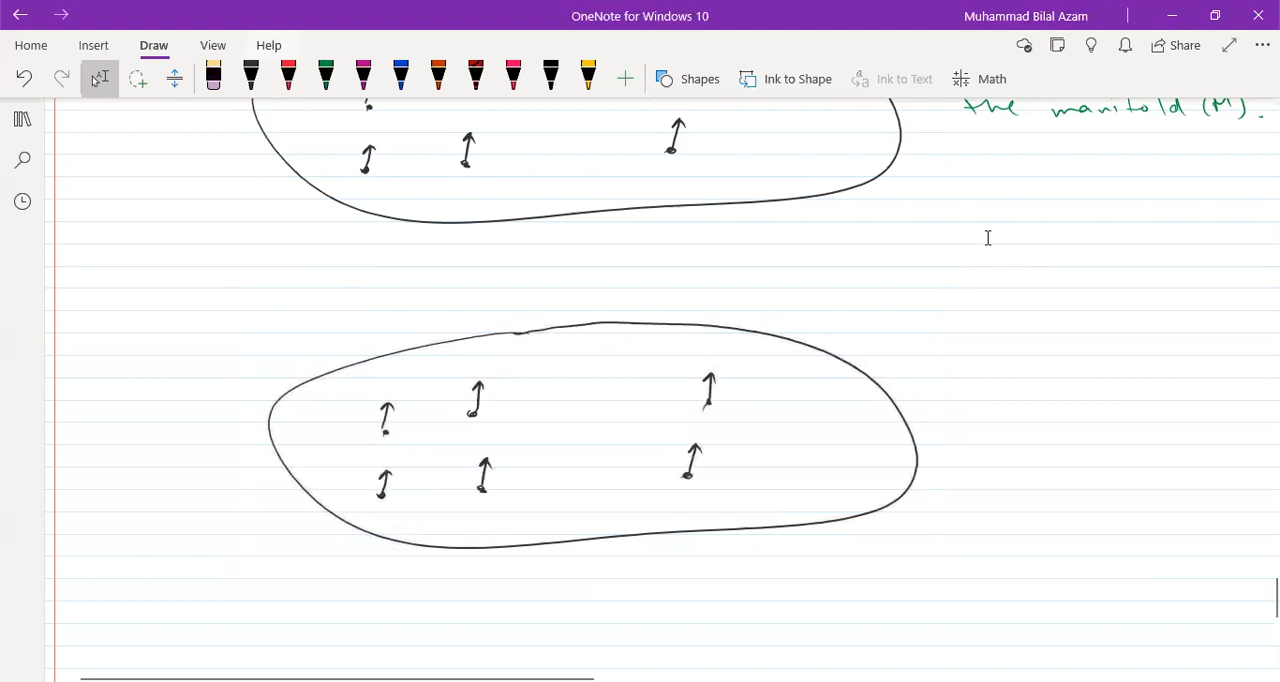 OneNote for Windows 10
Muhammad Bilal Azam
Home Insert Draw View Help
Share
Shapes
Ink to Shape
Ink to Text
Math
the manifold (M).